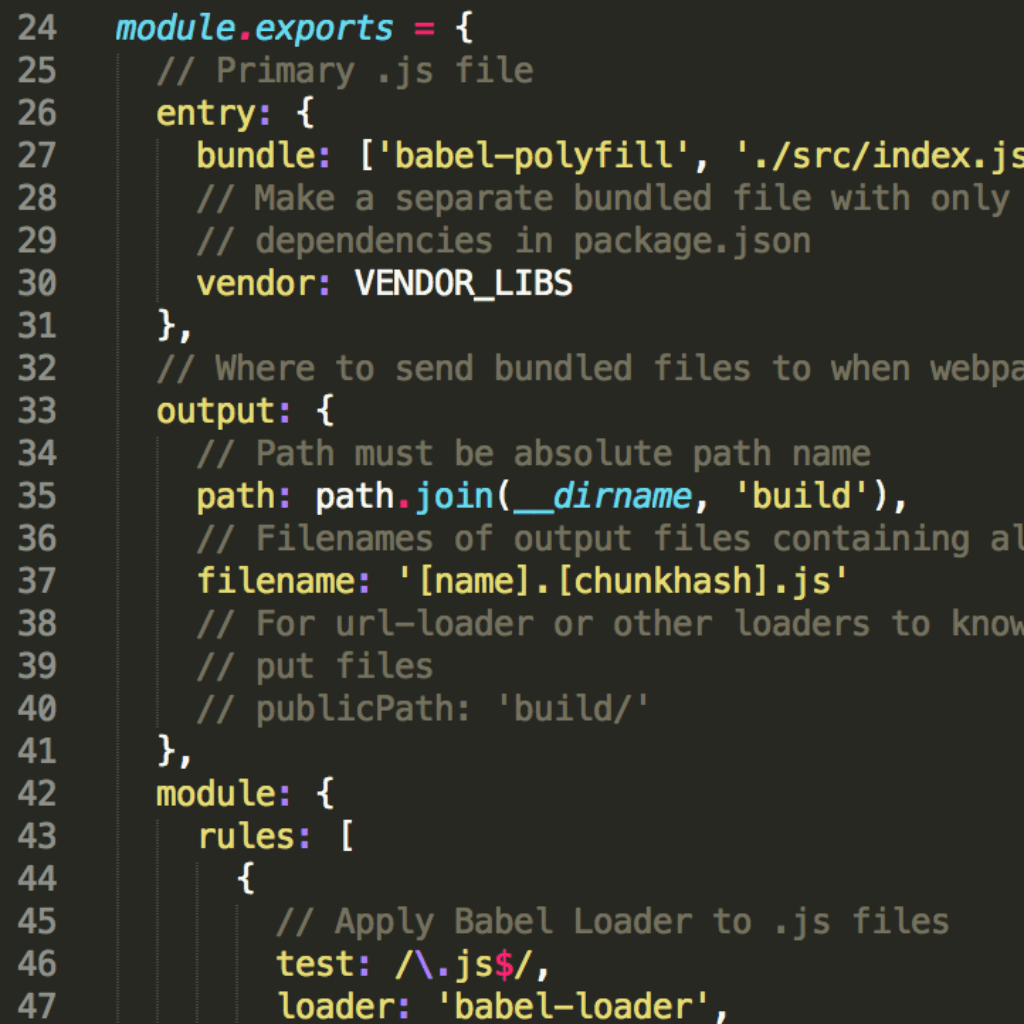 24 module.exports = {
25 // Primary .js file
26 entry: {
27 bundle: ['babel-polyfill', './src/index.js
28 // Make a separate bundled file with only
29 // dependencies in package.json
30 vendor: VENDOR_LIBS
31 },
32 // Where to send bundled files to when webpa
33 output: {
34 // Path must be absolute path name
35 path: path.join(__dirname, 'build'),
36 // Filenames of output files containing al
37 filename: '[name].[chunkhash].js'
38 // For url-loader or other loaders to know
39 // put files
40 // publicPath: 'build/'
41 },
42 module: {
43 rules: [
44 {
45 // Apply Babel Loader to .js files
46 test: /\.js$/,
47 loader: 'babel-loader',